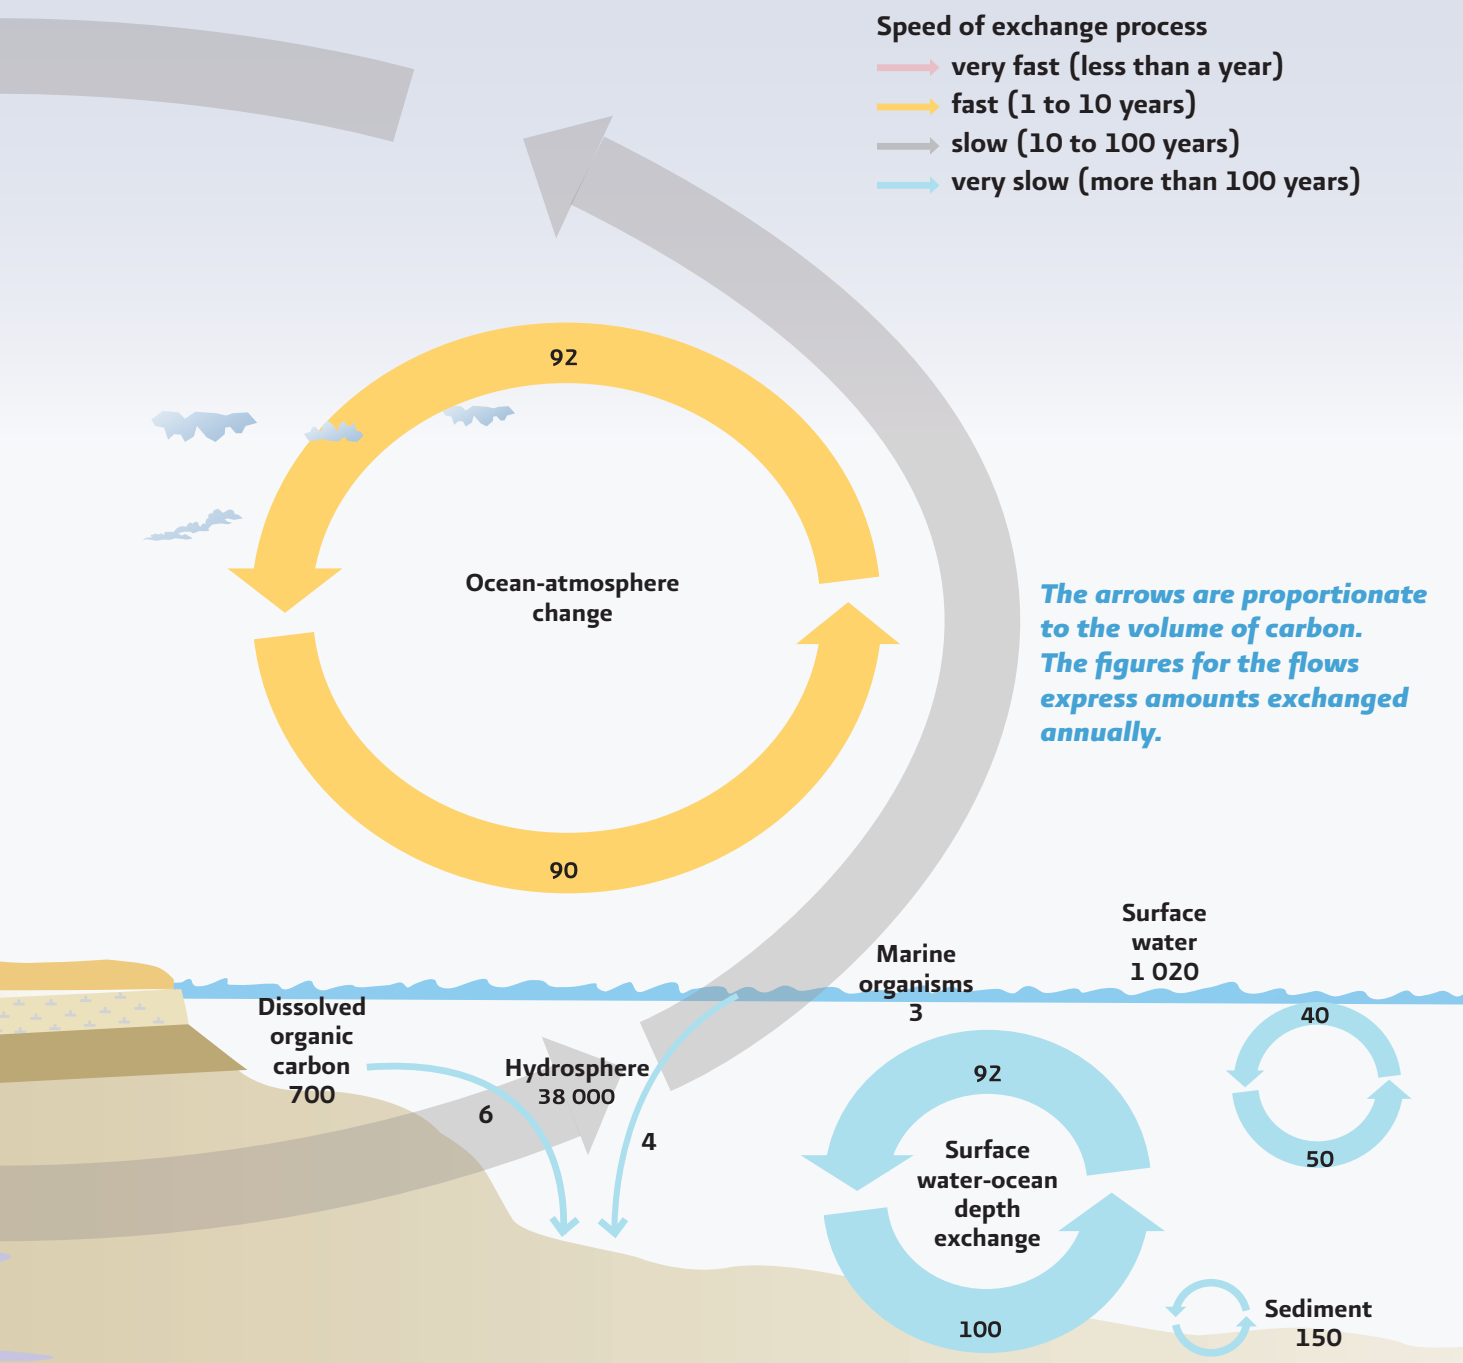 Speed of exchange process
very fast (less than a year)
fast (1 to 10 years)
slow (10 to 100 years)
very slow (more than 100 years)
92
Ocean-atmosphere
change
The arrows are proportionate
to the volume of carbon.
The figures for the flows
express amounts exchanged
annually.
90
Surface
water
1 020
Marine
organisms
3
Dissolved
organic
carbon
700
Hydrosphere
38 000
6
4
92
Surface
water-ocean
depth
exchange
100
40
50
Sediment
150